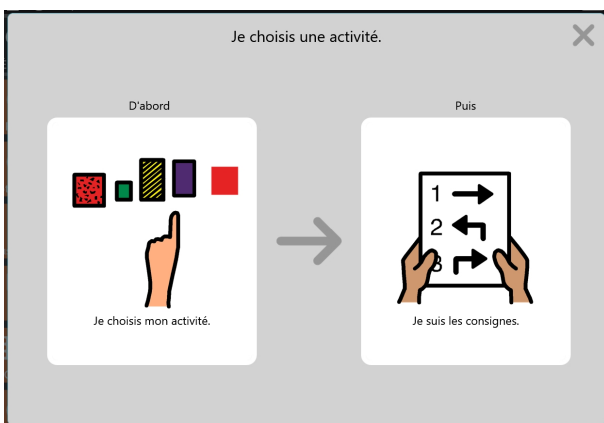 Je choisis une activité.
D'abord
Puis
1
2
3
Je choisis mon activité.
Je suis les consignes.